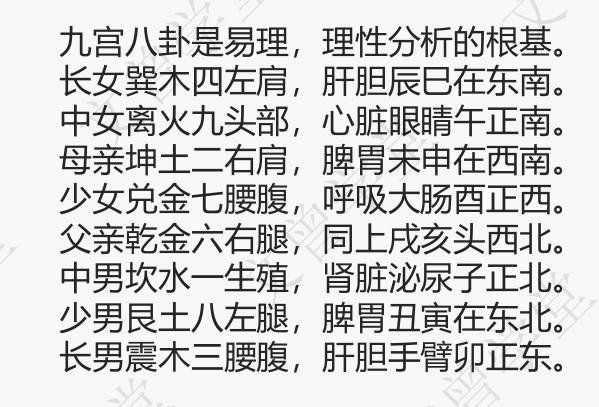 九宫八卦是易理，理性分析的根基。
长女巽木四左肩，肝胆辰巳在东南。
中女离火九头部，心脏眼睛午正南。
母亲坤土二右肩，脾胃未申在西南。
少女兑金七腰腹，呼吸大肠酉正西。
父亲乾金六右腿，同上戌亥头西北。
中男坎水一生殖，肾脏泌尿子正北。
少男艮土八左腿，脾胃丑寅在东北。
长男震木三腰腹，肝胆手臂卯正东。